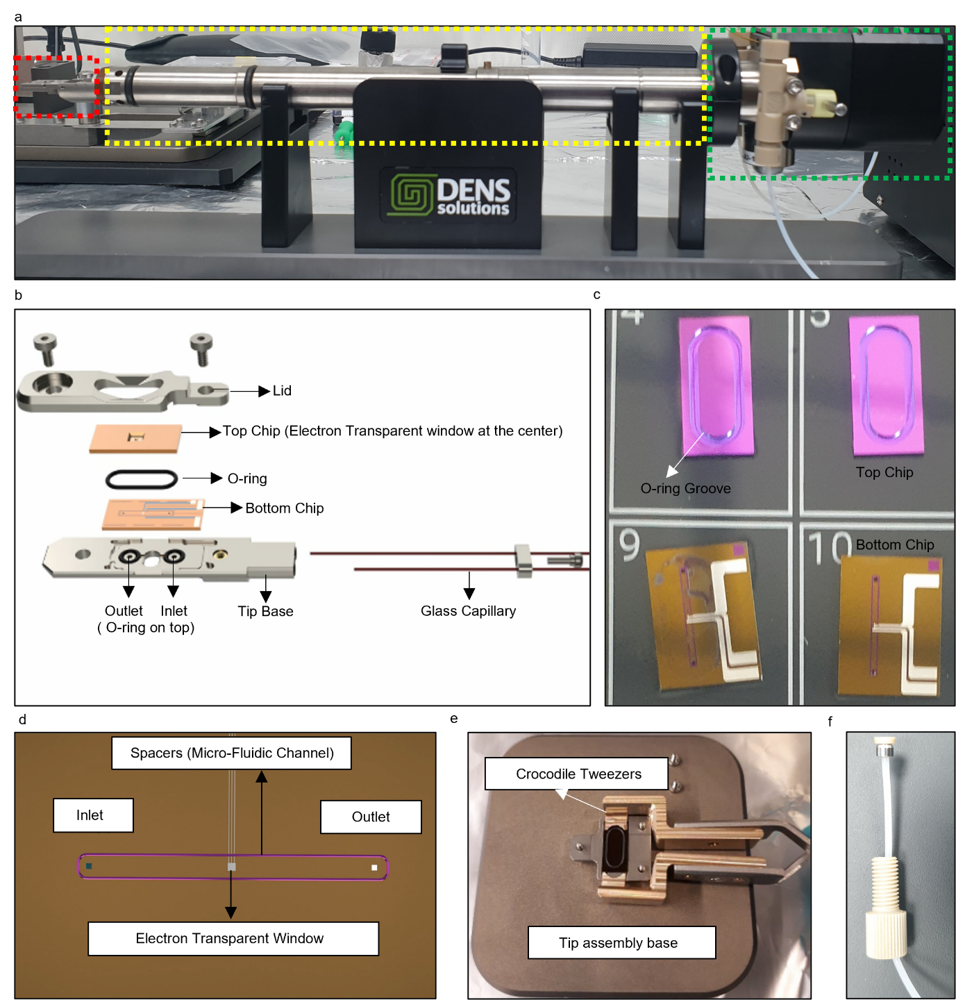 a
DENS
solutions
b
Lid
Top Chip (Electron Transparent window at the center)
O-ring
Bottom Chip
Outlet
Inlet
( O-ring on top)
Tip Base
Glass Capillary
c
4
5
O-ring Groove
Top Chip
9
10
Bottom Chip
d
Spacers (Micro-Fluidic Channel)
Inlet
Outlet
Electron Transparent Window
e
Crocodile Tweezers
Tip assembly base
f